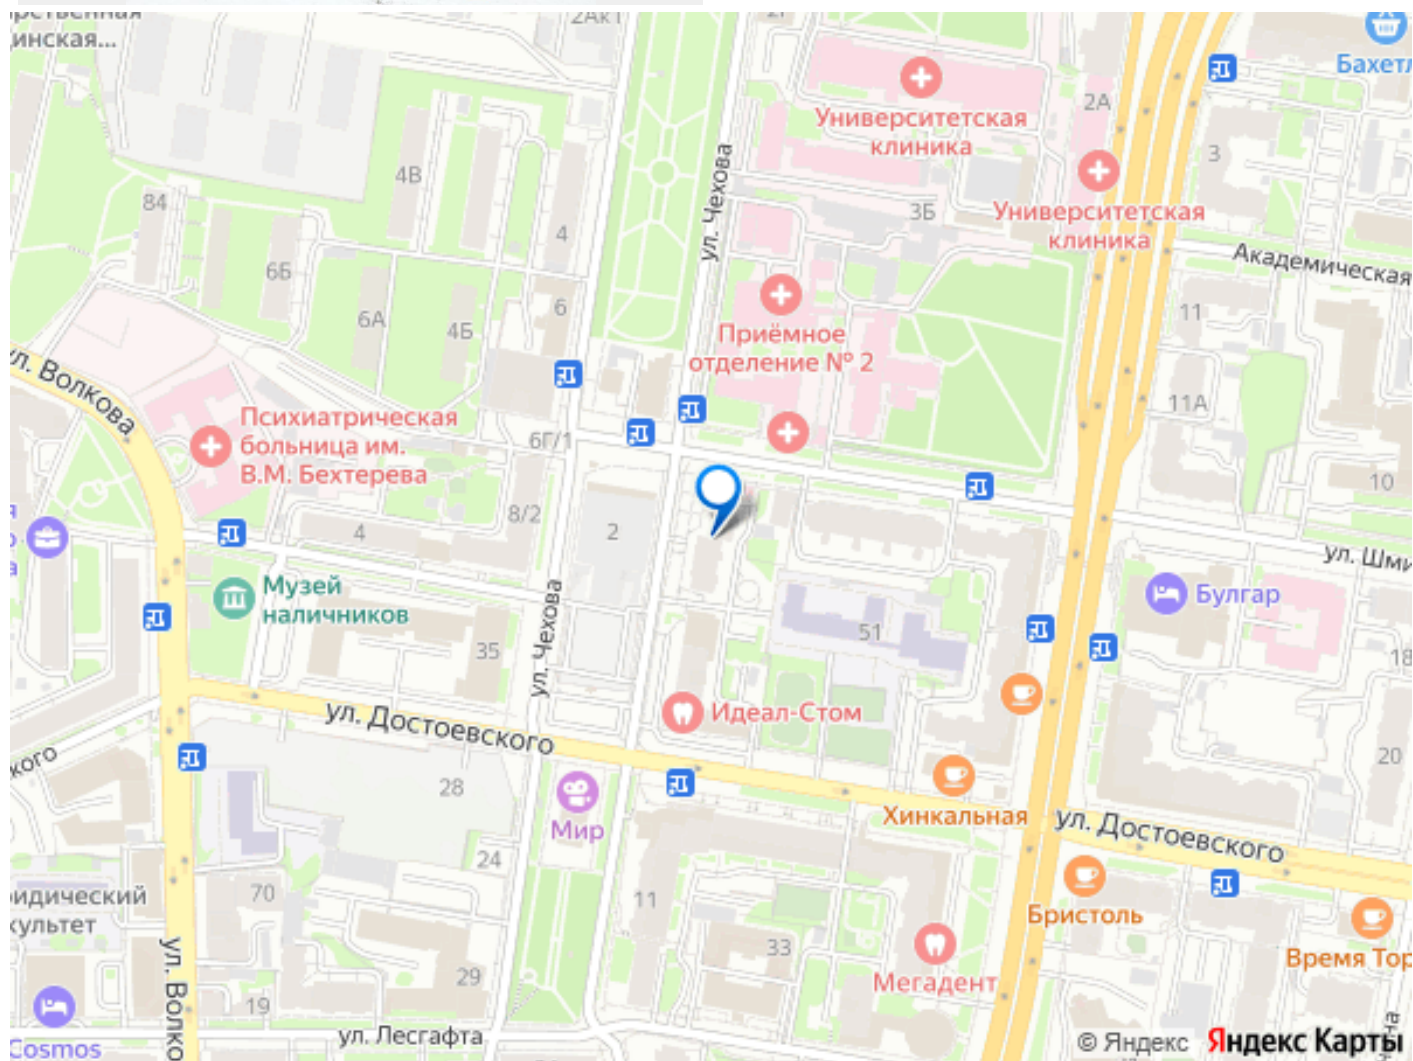 инская...
2Ак1
2А
Бахетл
Университетская
клиника
3
4В
ул. Чехова
84
3Б
Университетская
клиника
4
Академическая
6Б
6
6А
4Б
11
Приёмное
отделение № 2
ул. Волкова
11А
Психиатрическая
больница им.
В.М. Бехтерева
6Г/1
10
8/2
4
2
ул. Шми
Музей
наличников
Булгар
ул. Чехова
51
35
18
ул. Достоевского
Идеал-Стом
кого
20
28
Мир
Хинкальная
ул. Достоевского
24
идический
культет
70
11
Бристоль
33
Время Тор
29
Мегадент
ул. Волко
19
ул. Лесгафта
на
Cosmos
© Яндекс Яндекс Карты